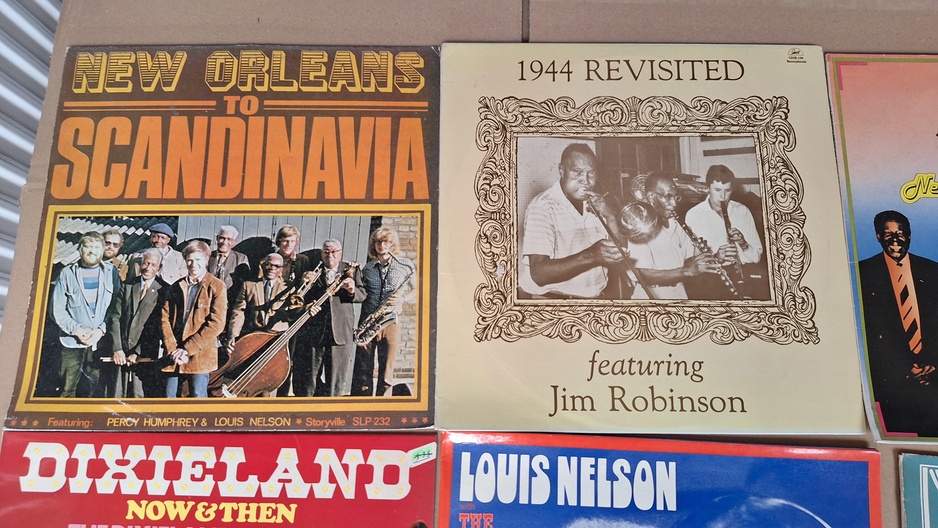 NEW ORLEANS
TO
SCANDINAVIA
Featuring: PERCY HUMPHREY & LOUIS NELSON ★ Storyville SLP-232
1944 REVISITED
featuring
Jim Robinson
Ne
DIXIELAND
NOW & THEN
LOUIS NELSON
THE